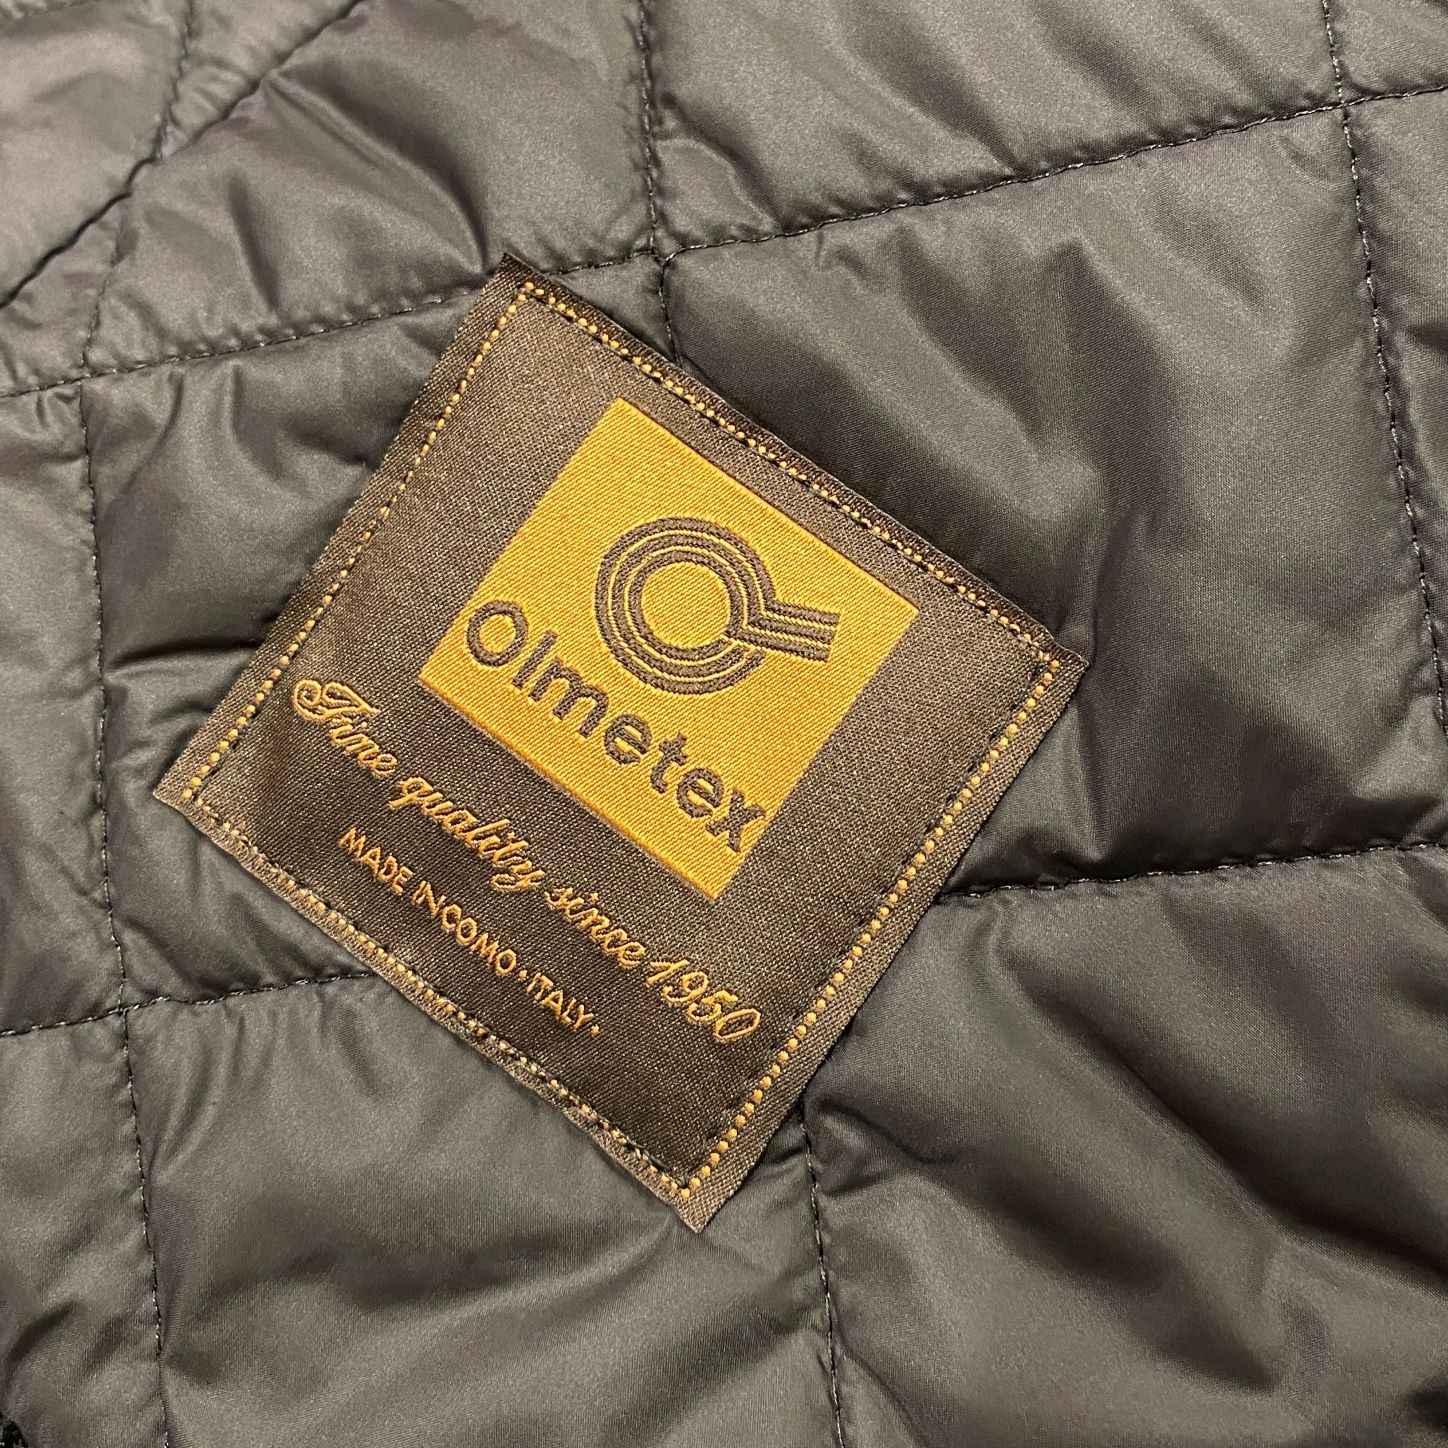 Olmetex
Fine quality since 1950
MADE IN COMO • ITALY •